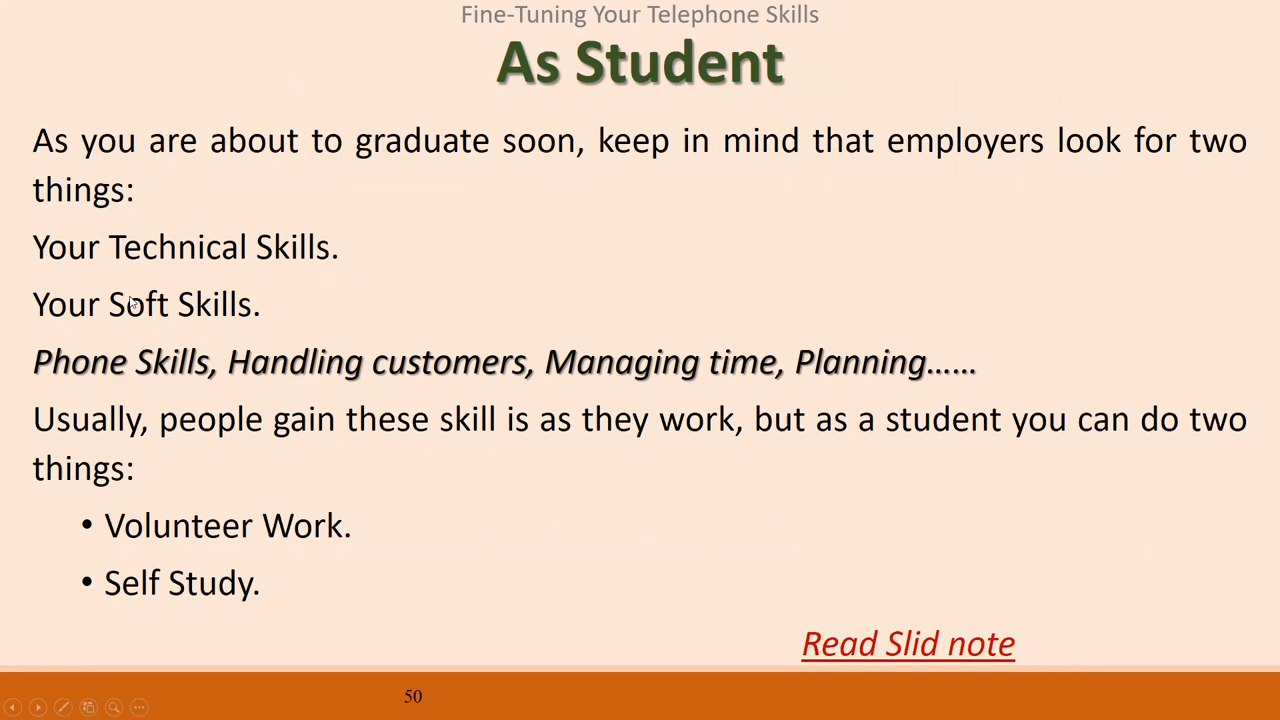 Fine-Tuning Your Telephone Skills
As Student
As you are about to graduate soon, keep in mind that employers look for two
things:
Your Technical Skills.
Your Soft Skills.
Phone Skills, Handling customers, Managing time, Planning……
Usually, people gain these skill is as they work, but as a student you can do two
things:
• Volunteer Work.
• Self Study.
Read Slid note
50